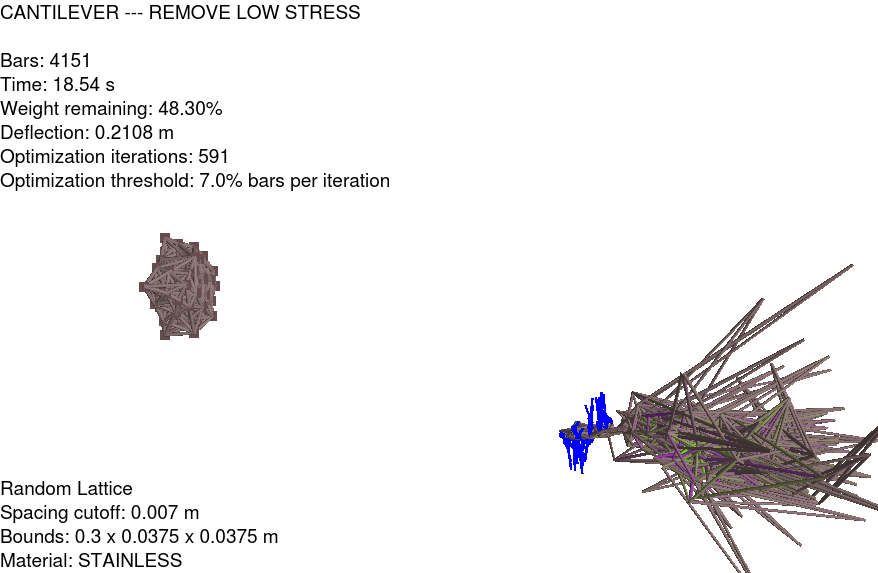 CANTILEVER --- REMOVE LOW STRESS
Bars: 4151
Time: 18.54 s
Weight remaining: 48.30%
Deflection: 0.2108 m
Optimization iterations: 591
Optimization threshold: 7.0% bars per iteration
Random Lattice
Spacing cutoff: 0.007 m
Bounds: 0.3 x 0.0375 x 0.0375 m
Material: STAINLESS